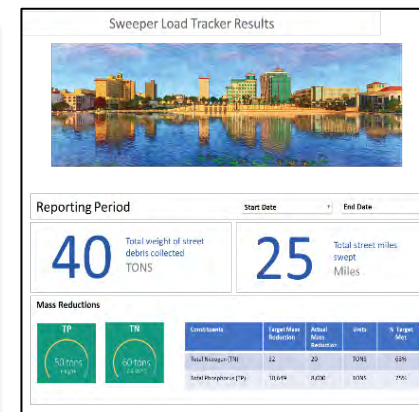 Sweeper Load Tracker Results
Reporting Period
Start Date
End Date
40
Total weight of street
debris collected
TONS
25
Total street miles
swept
Miles
Mass Reductions
TP
50 tons
TN
60 tons
Constituents Target Mass Reduction Actual Mass Reduction Units % Target Met
Total Nitrogen (TN) 32 20 TONS 63%
Total Phosphorus (TP) 10,649 8,000 TONS 75%